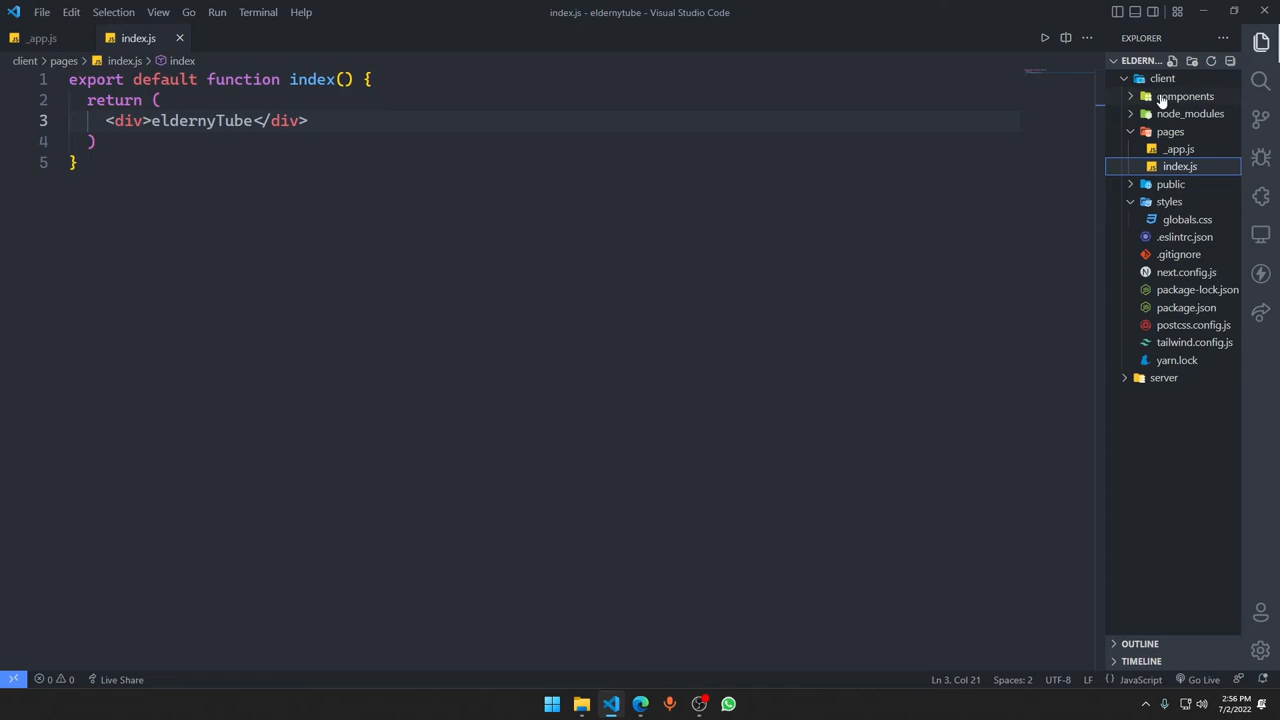 File Edit Selection View Go Run Terminal Help
index.js - eldernytube - Visual Studio Code
_app.js
index.js
client
pages
index.js
index
1 export default function index() {
2 return (
3 <div>eldernyTube</div>
4 )
5 }
EXPLORER
ELDERN...
client
components
node_modules
pages
_app.js
index.js
public
styles
globals.css
.eslintrc.json
.gitignore
next.config.js
package-lock.json
package.json
postcss.config.js
tailwind.config.js
yarn.lock
server
OUTLINE
TIMELINE
0 0 Live Share
Ln 3, Col 21 Spaces: 2 UTF-8 LF {} JavaScript Go Live
2:56 PM
7/2/2022